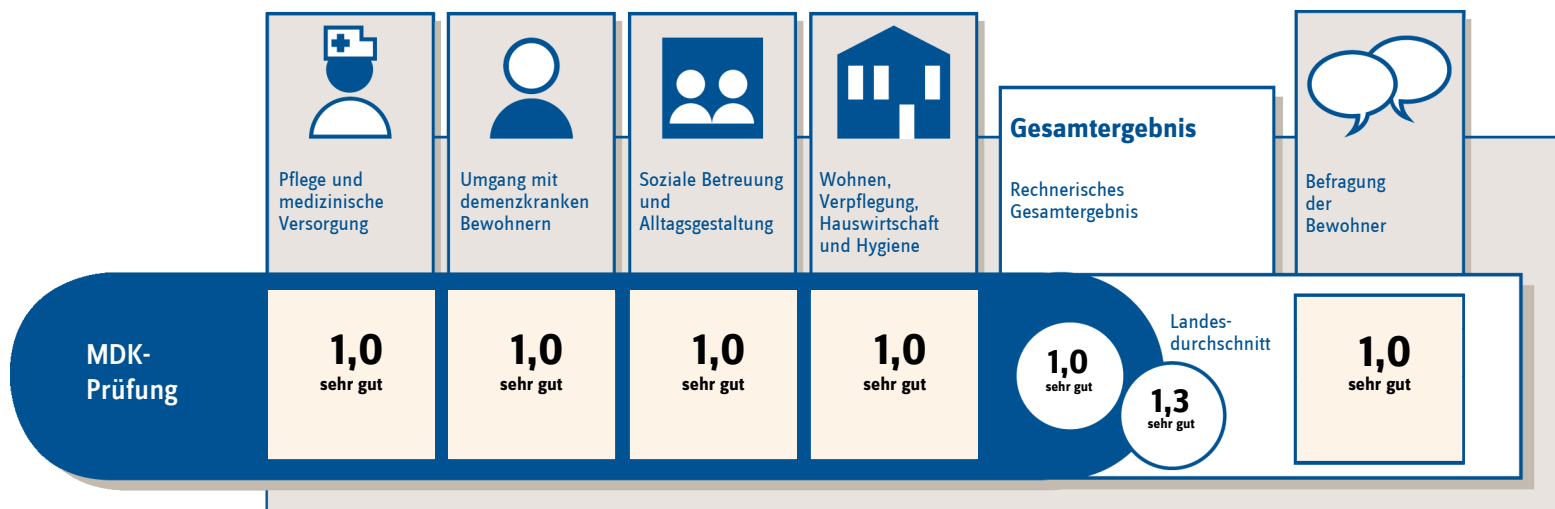 Pflege und
medizinische
Versorgung
Umgang mit
demenzkranken
Bewohnern
Soziale Betreuung
und
Alltagsgestaltung
Wohnen,
Verpflegung,
Hauswirtschaft
und Hygiene
Gesamtergebnis
Rechnerisches
Gesamtergebnis
Befragung
der
Bewohner
MDK-
Prüfung
1,0
sehr gut
1,0
sehr gut
1,0
sehr gut
1,0
sehr gut
1,0
sehr gut
Landes-
durchschnitt
1,3
sehr gut
1,0
sehr gut